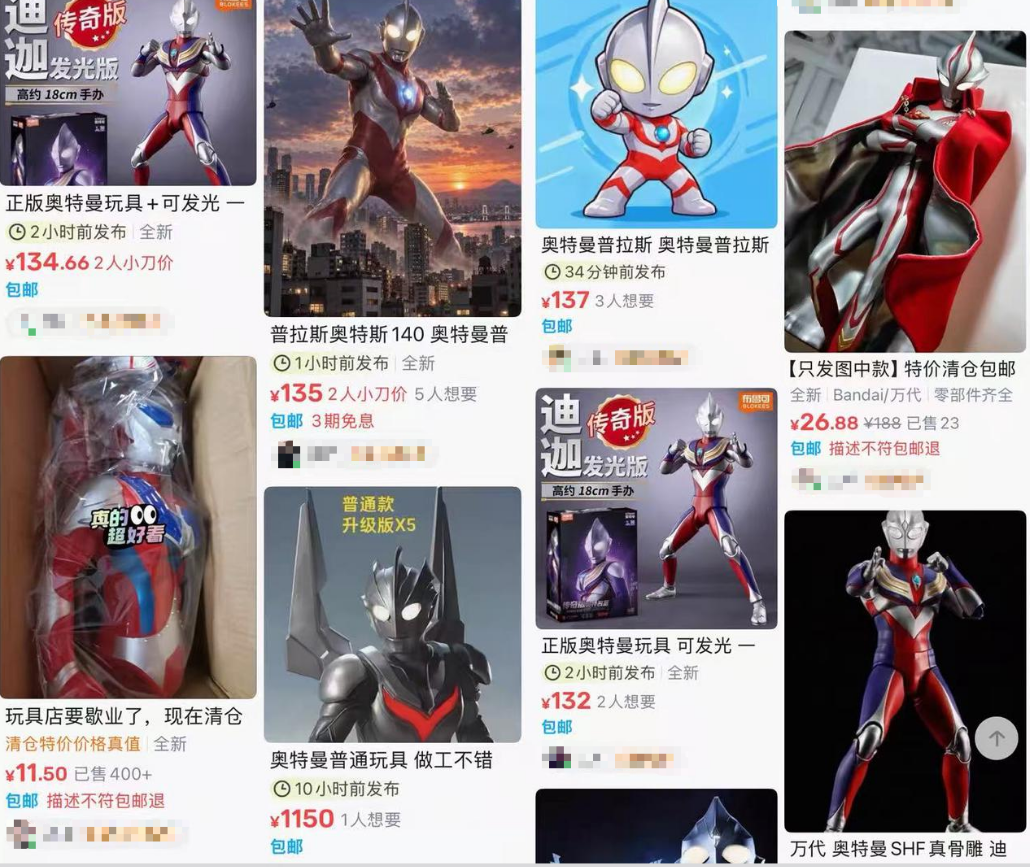 迪迦
传奇版
BLOKEES
发光版
高约 18cm 手办
正版奥特曼玩具+可发光 一
2小时前发布 全新
¥134.66 2人小刀价
包邮
真的
超好看
玩具店要歇业了，现在清仓
清仓特价价格真值 全新
¥11.50 已售400+
包邮 描述不符包邮退
普拉斯奥特斯140 奥特曼普
1小时前发布 全新
¥135 2人小刀价 5人想要
包邮 3期免息
普通款
升级版X5
奥特曼普通玩具 做工不错
10小时前发布
¥1150 1人想要
包邮
奥特曼普拉斯 奥特曼普拉斯
34分钟前发布
¥137 3人想要
包邮
迪迦
传奇版
布鲁可
BLOKEES
发光版
高约 18cm 手办
正版奥特曼玩具 可发光 一
2小时前发布 全新
¥132 2人想要
包邮
【只发图中款】特价清仓包邮
全新 Bandai/万代 零部件齐全
¥26.88 ¥188 已售23
包邮 描述不符包邮退
万代 奥特曼SHF真骨雕 迪